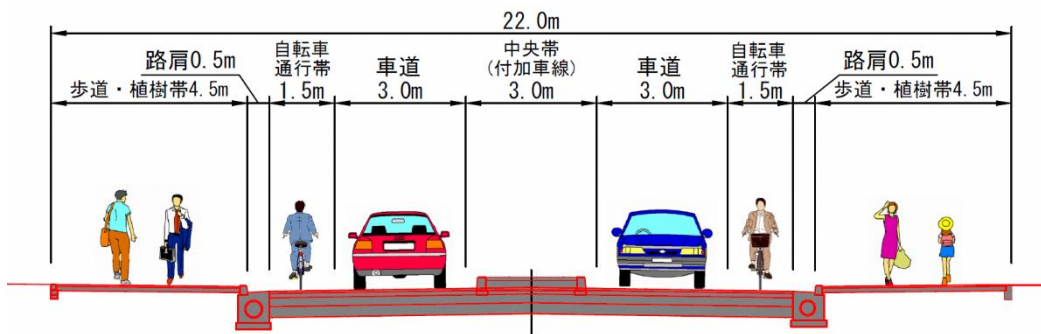 22.0m
路肩0.5m
歩道・植樹帯4.5m
自転車
通行帯
1.5m
車道
3.0m
中央帯
(付加車線)
3.0m
車道
3.0m
自転車
通行帯
1.5m
路肩0.5m
歩道・植樹帯4.5m